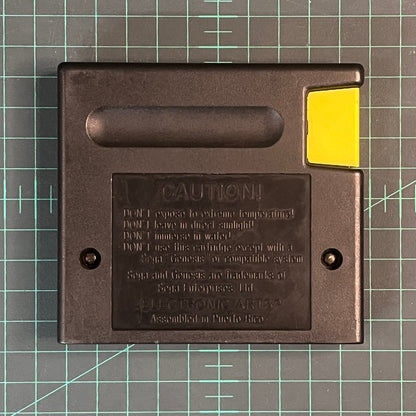 CAUTION!
- DON'T expose to extreme temperature!
- DON'T leave in direct sunlight!
- DON'T immerse in water!
- DON'T use this cartridge except with a
Sega Genesis or compatible system
Sega and Genesis are trademarks of
Sega Enterprises Ltd.
ELECTRONIC ARTS®
Assembled in Puerto Rico